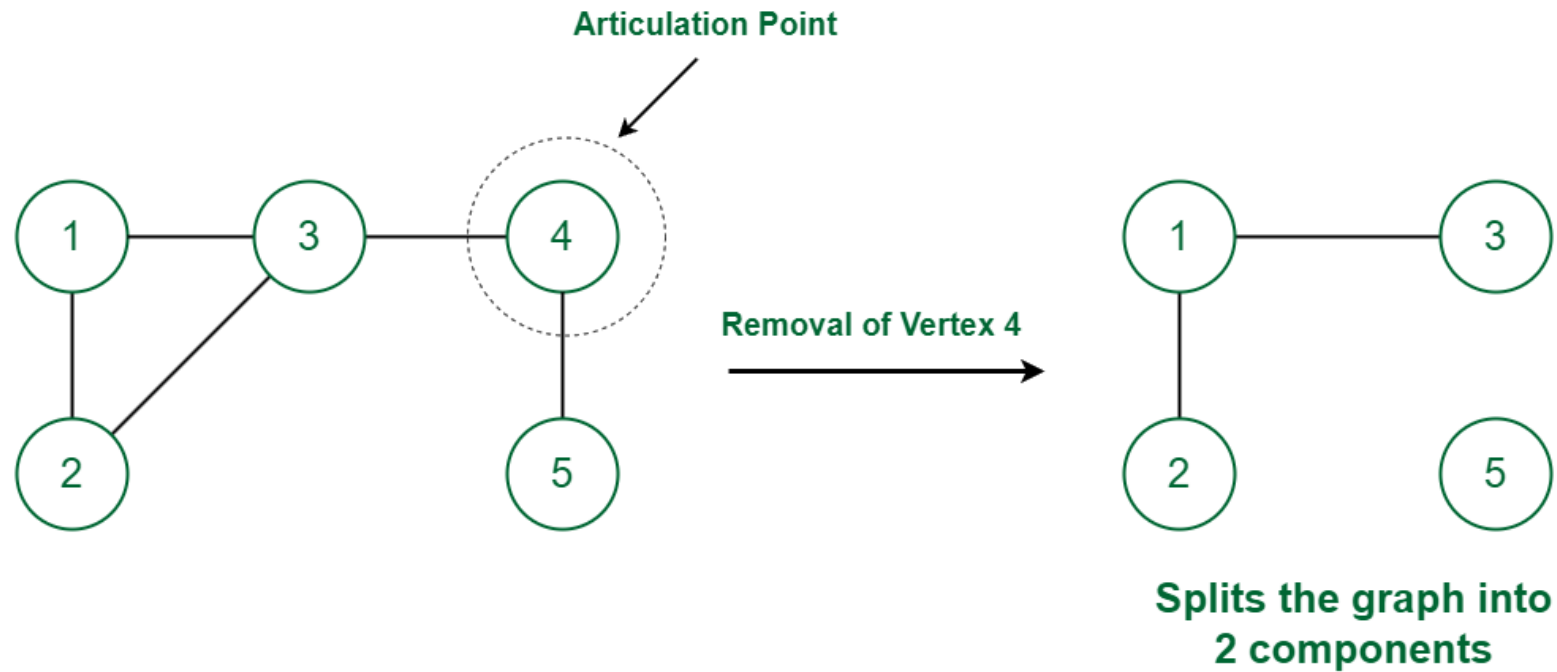 Articulation Point
1
3
4
2
5
Removal of Vertex 4
1
3
2
5
Splits the graph into
2 components